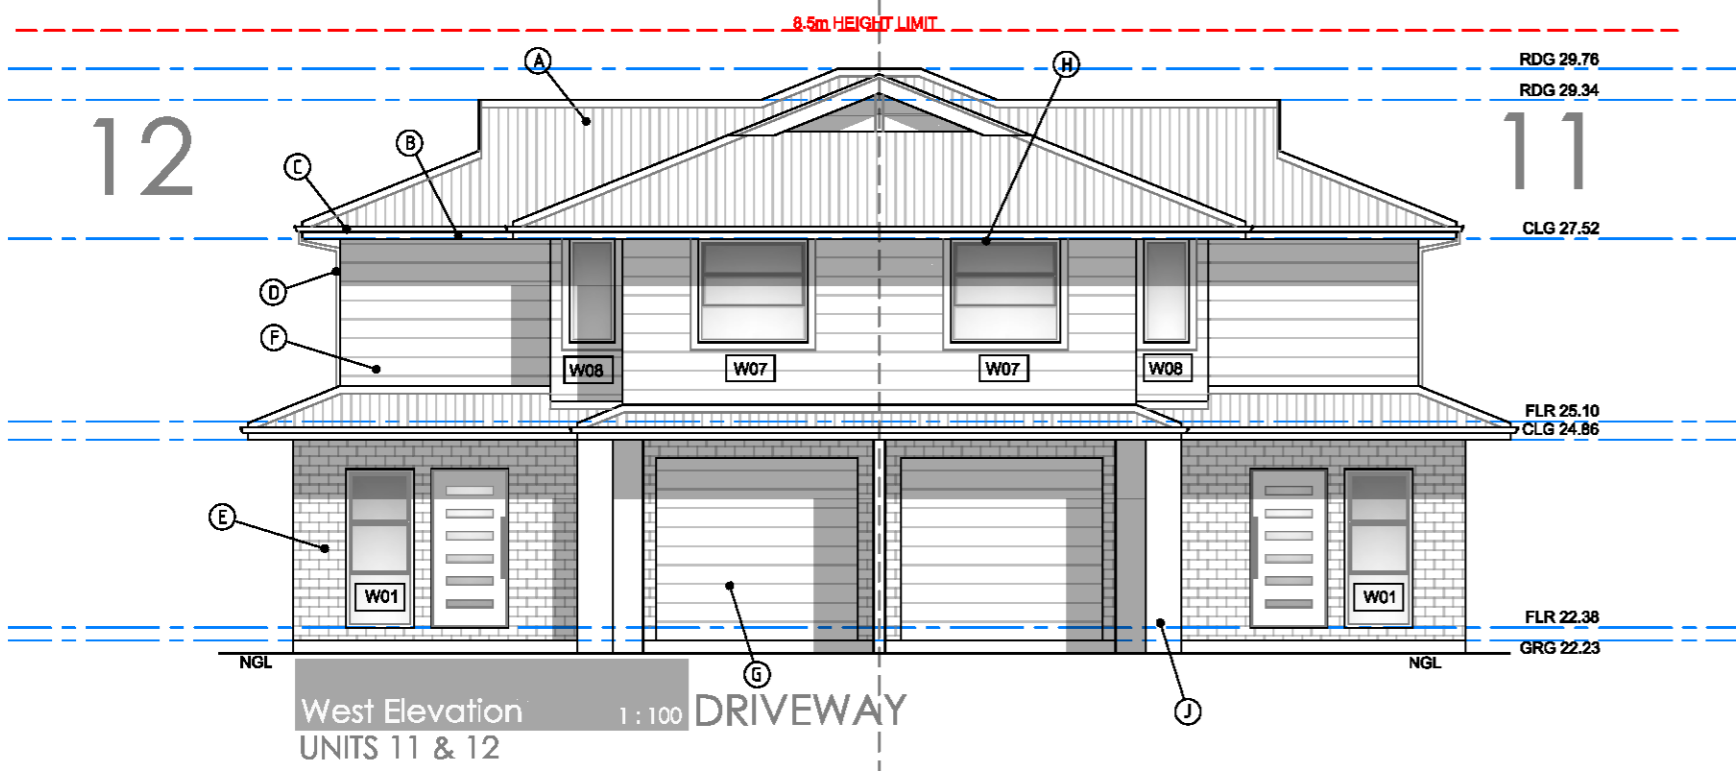 8.5m HEIGHT LIMIT
A
H
RDG 29.76
RDG 29.34
12
11
B
C
CLG 27.52
D
F
W08
W07
W07
W08
FLR 25.10
CLG 24.86
E
W01
W01
FLR 22.38
GRG 22.23
NGL
NGL
G
J
West Elevation 1 : 100
DRIVEWAY
UNITS 11 & 12